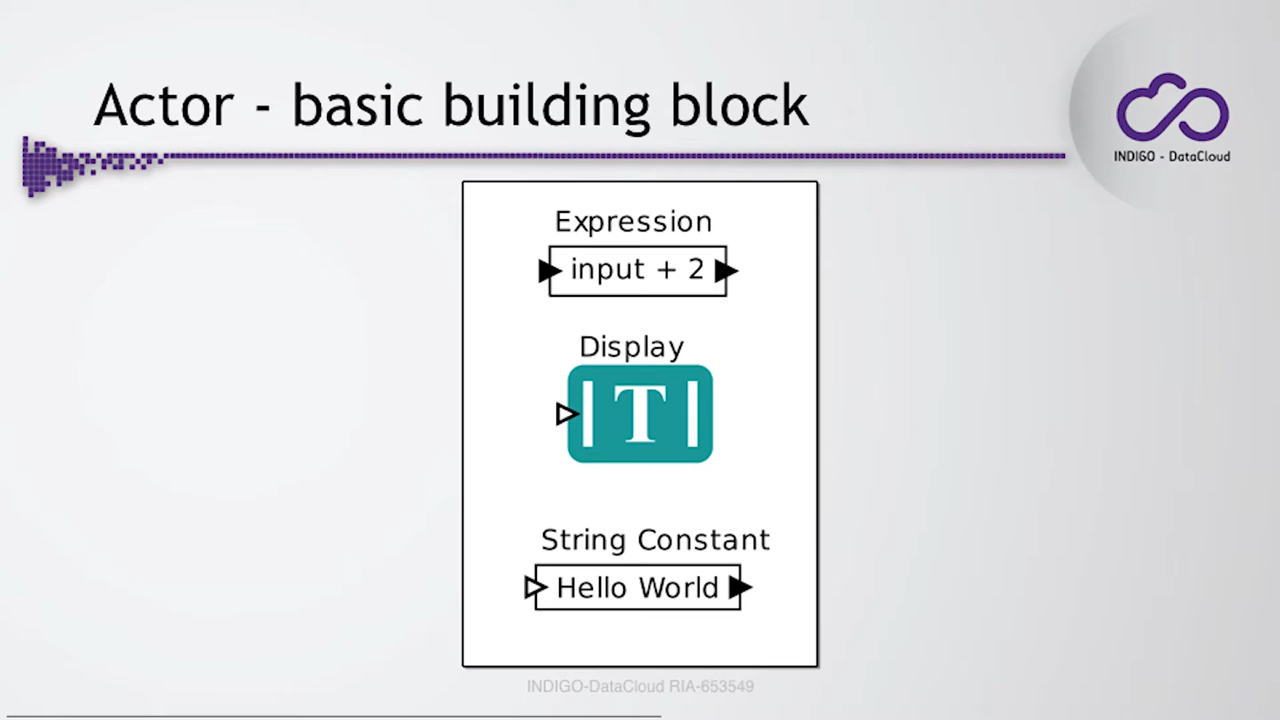 Actor - basic building block
INDIGO - DataCloud
Expression
input + 2
Display
T
String Constant
Hello World
INDIGO-DataCloud RIA-653549